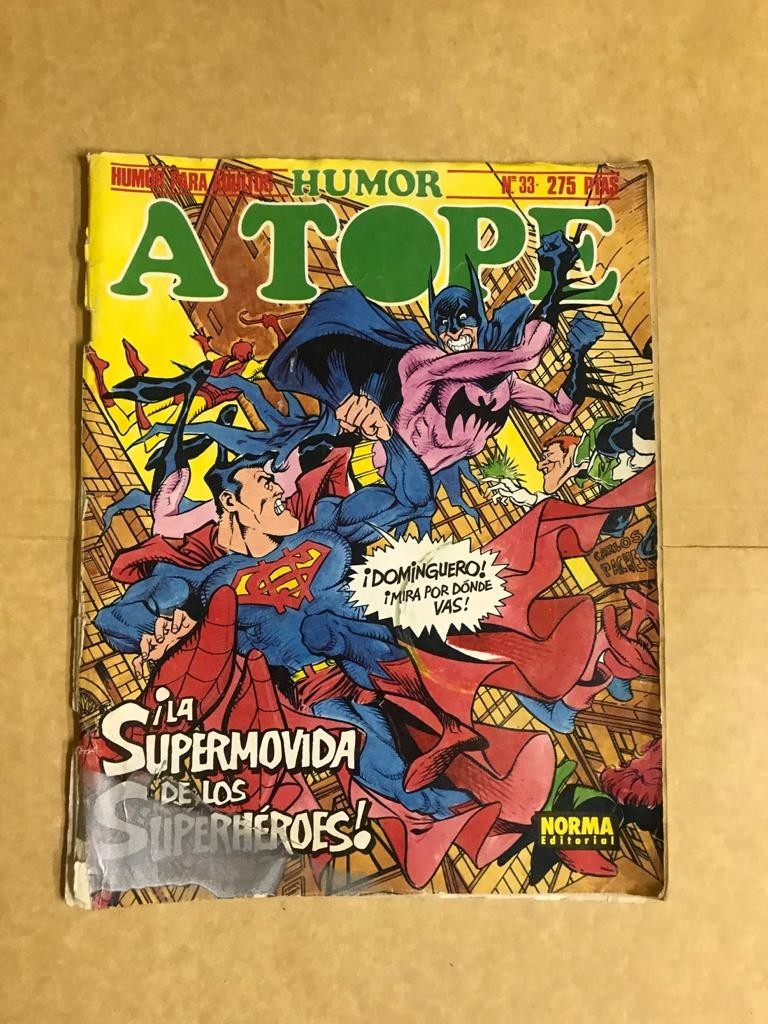 HUMOR PARA ADULTOS
HUMOR
Nº 33- 275 PTAS
A TOPE
¡DOMINGUERO!
¡MIRA POR DÓNDE
VAS!
CARLOS
¡LA
SUPERMOVIDA
DE LOS
SUPERHÉROES!
NORMA
Editorial